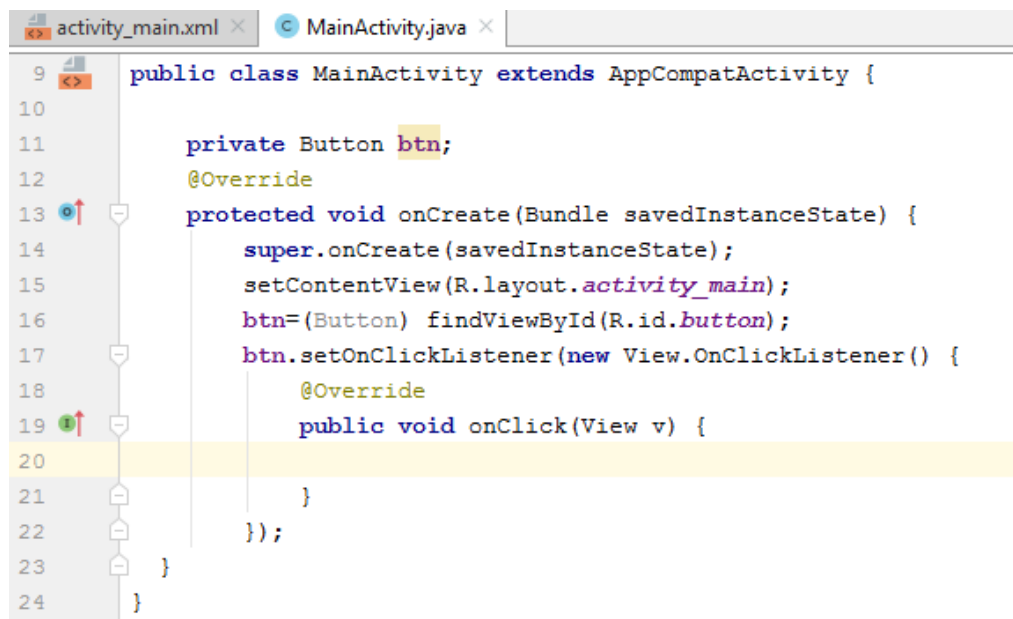 activity_main.xml × C MainActivity.java ×
9 public class MainActivity extends AppCompatActivity {
10
11 private Button btn;
12 @Override
13 protected void onCreate(Bundle savedInstanceState) {
14 super.onCreate(savedInstanceState);
15 setContentView(R.layout.activity_main);
16 btn=(Button) findViewById(R.id.button);
17 btn.setOnClickListener(new View.OnClickListener() {
18 @Override
19 public void onClick(View v) {
20
21 }
22 });
23 }
24 }